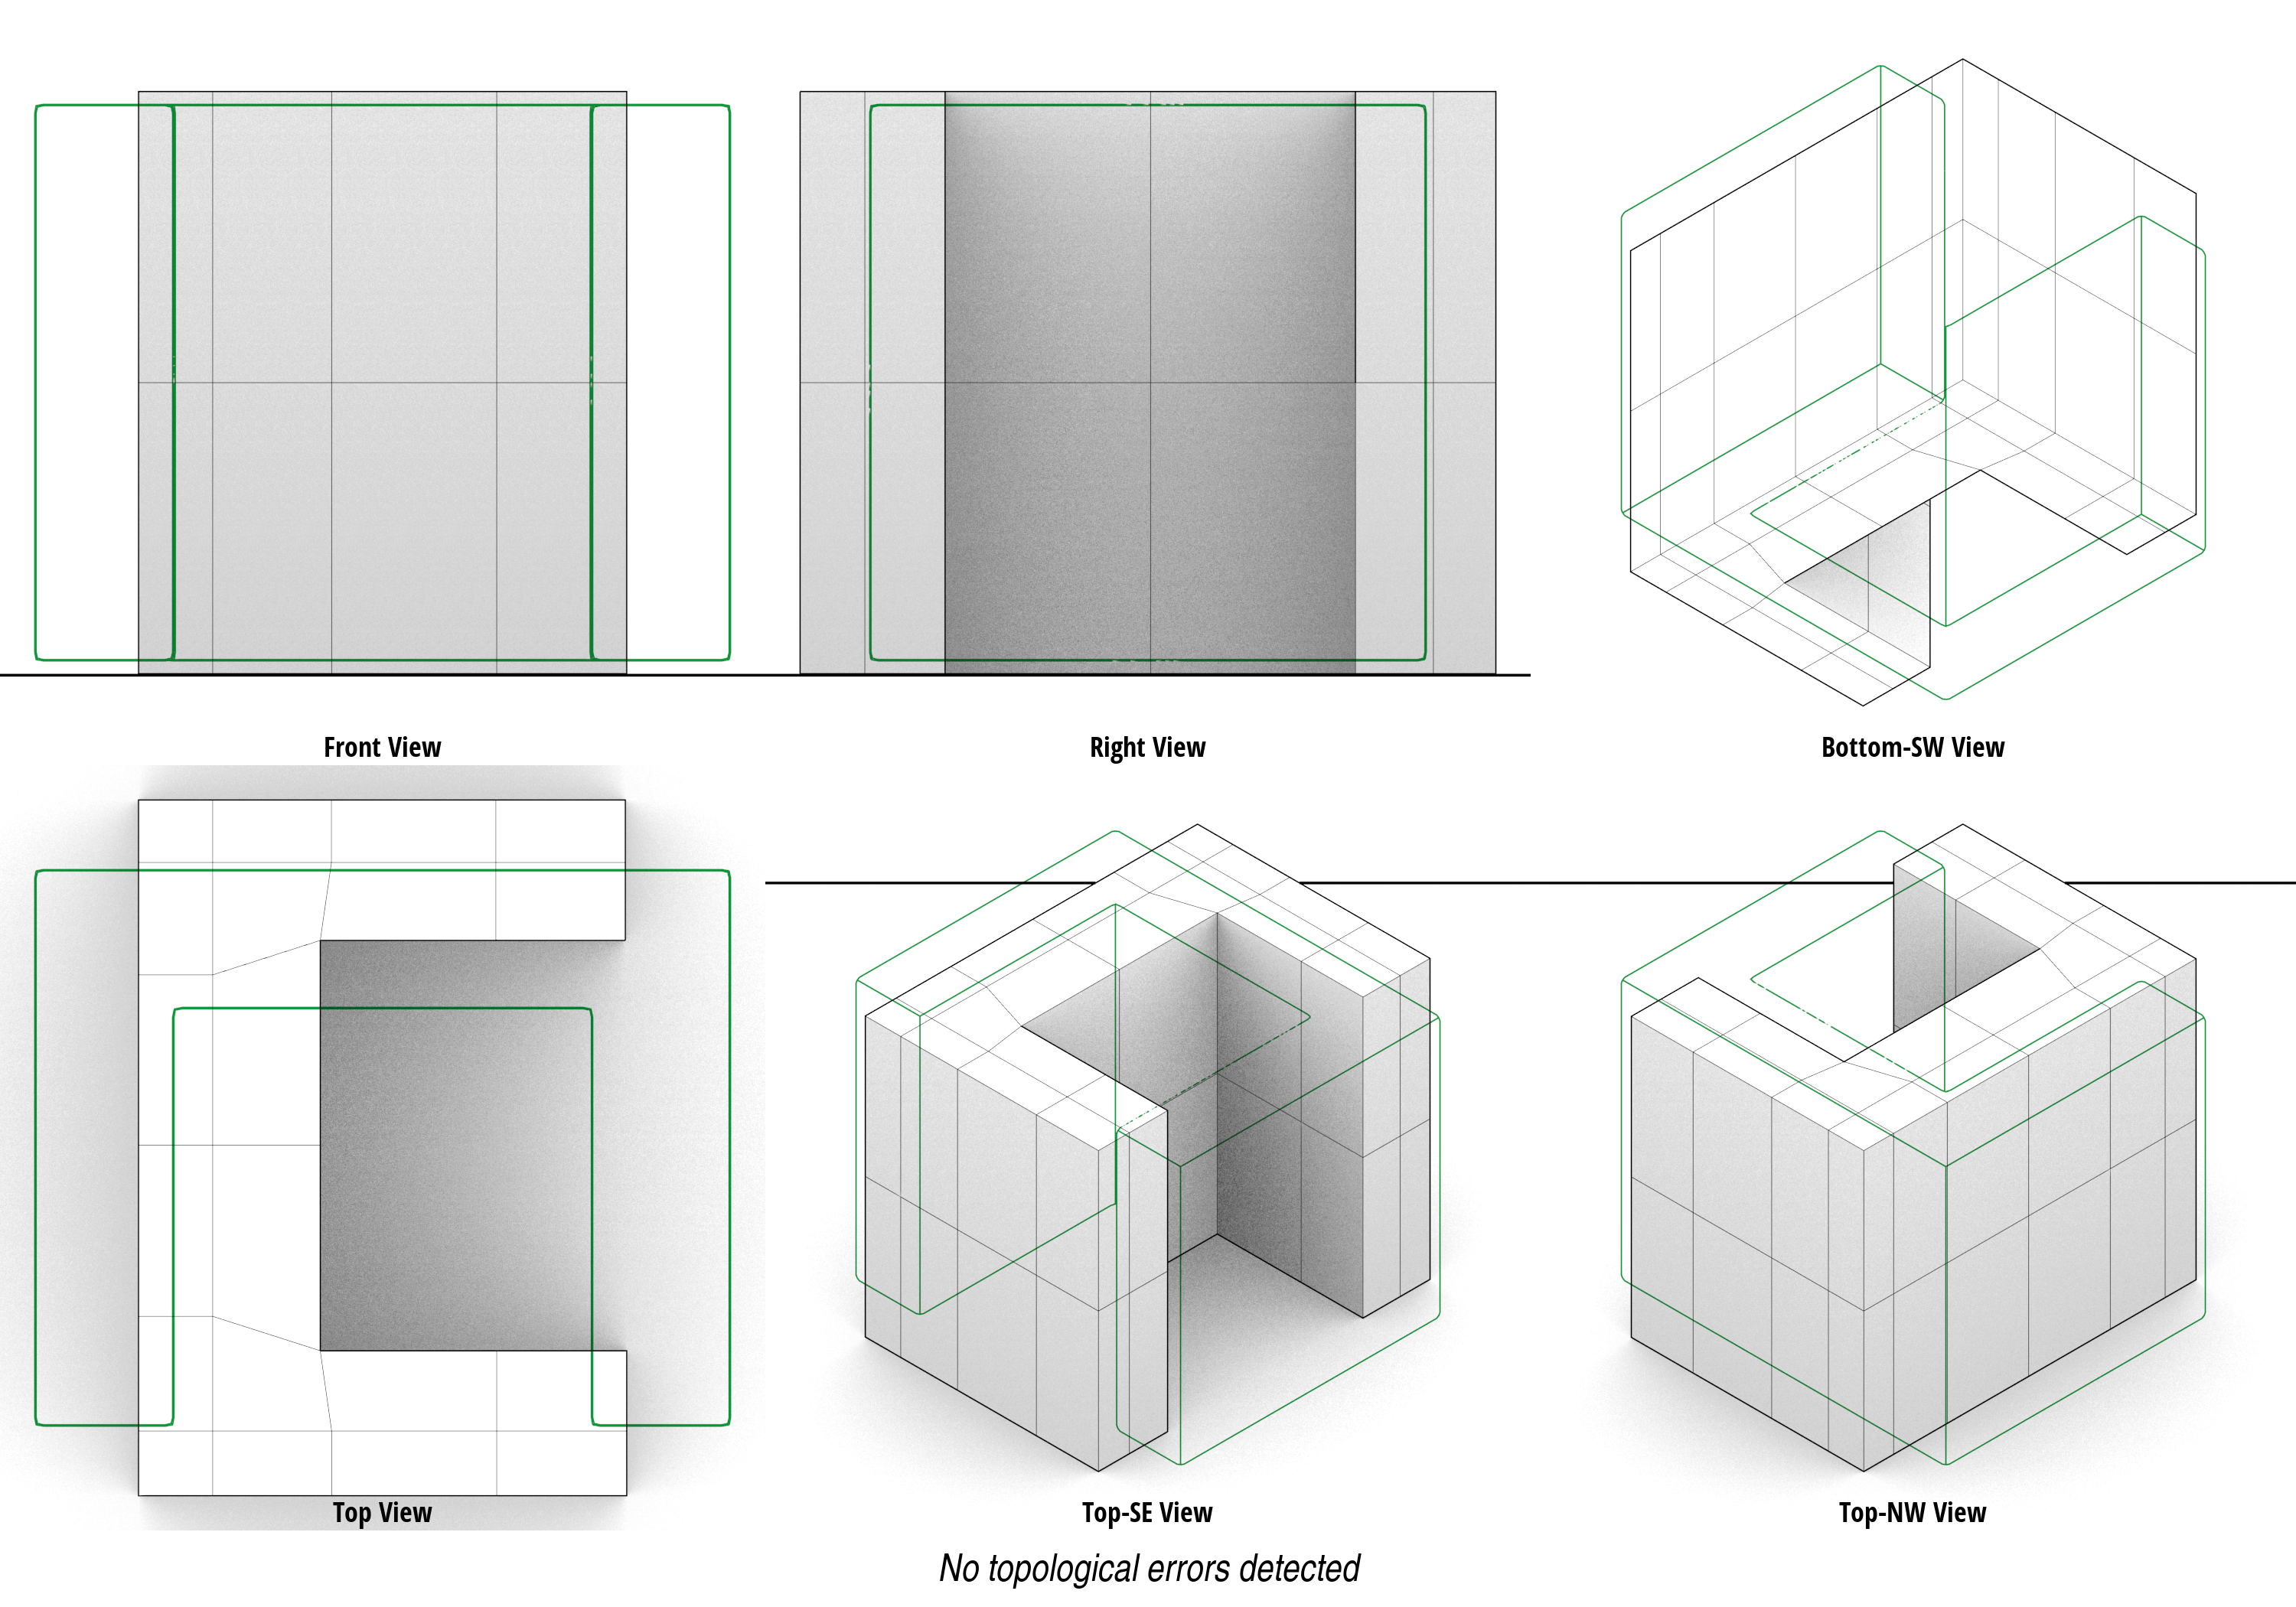 Front View
Right View
Bottom-SW View
Top View
Top-SE View
Top-NW View
No topological errors detected